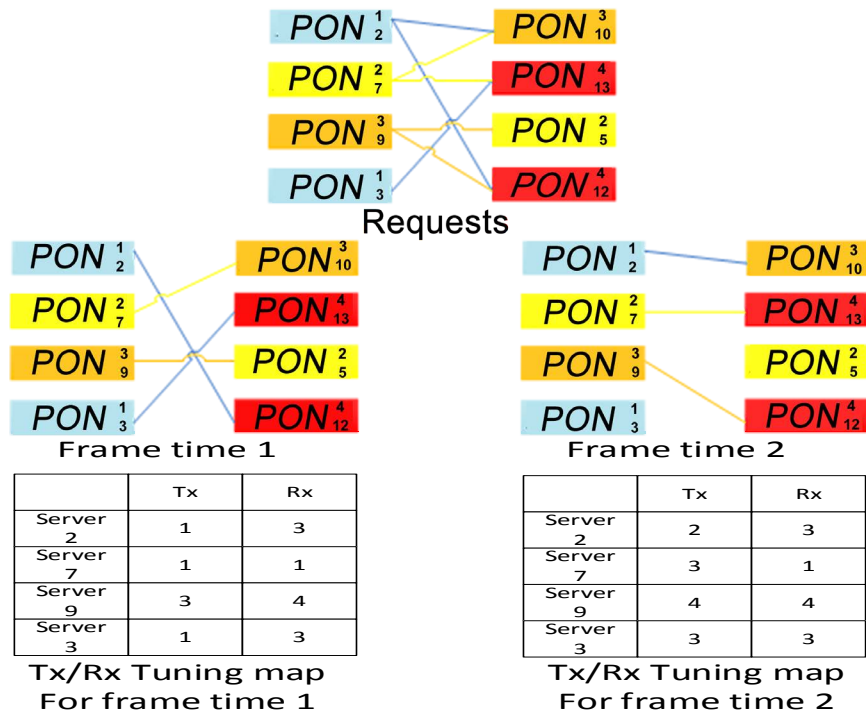 PON 1 2 PON 3 10
PON 2 7 PON 4 13
PON 3 9 PON 2 5
PON 1 3 PON 4 12
Requests
PON 1 2 PON 3 10
PON 2 7 PON 4 13
PON 3 9 PON 2 5
PON 1 3 PON 4 12
Frame time 1
PON 1 2 PON 3 10
PON 2 7 PON 4 13
PON 3 9 PON 2 5
PON 1 3 PON 4 12
Frame time 2
Tx Rx
Server 2 1 3
Server 7 1 1
Server 9 3 4
Server 3 1 3
Tx/Rx Tuning map
For frame time 1
Tx Rx
Server 2 2 3
Server 7 3 1
Server 9 4 4
Server 3 3 3
Tx/Rx Tuning map
For frame time 2